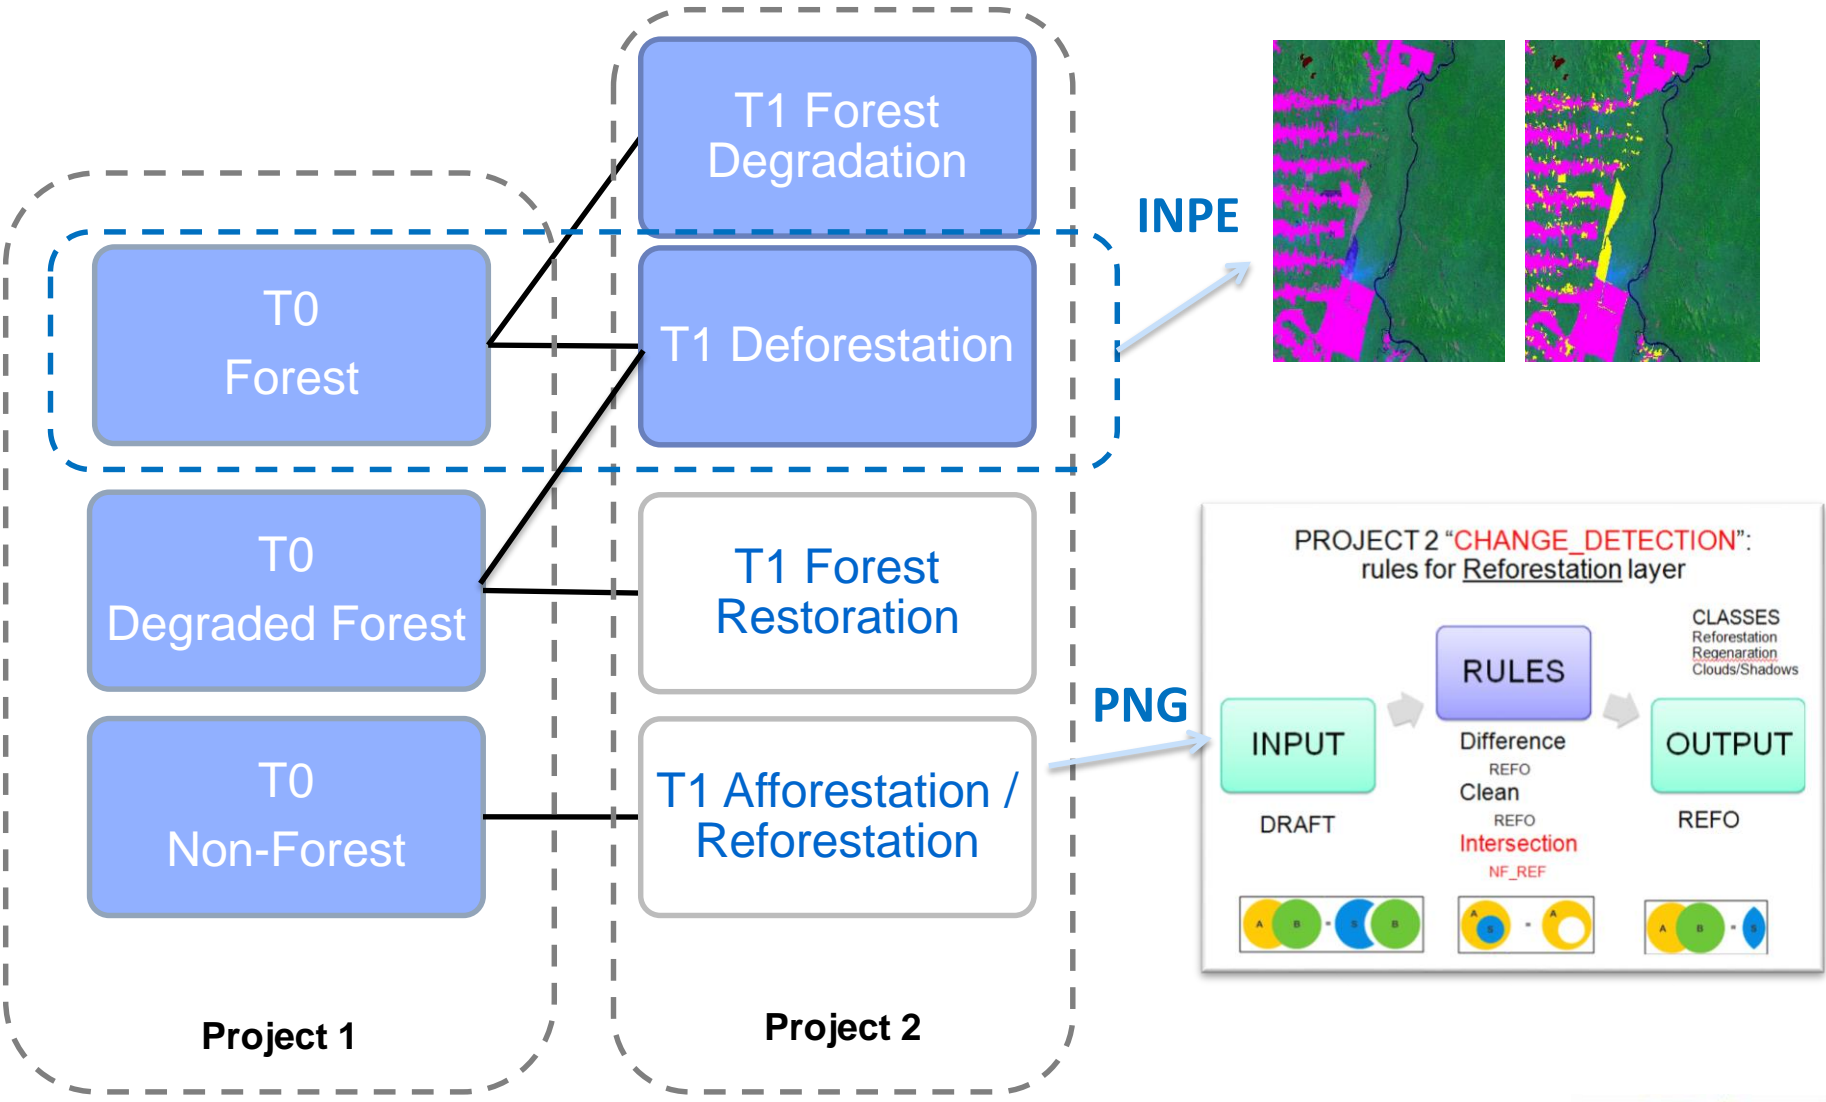 T1 Forest
Degradation
T0
Forest
T1 Deforestation
T0
Degraded Forest
T1 Forest
Restoration
T0
Non-Forest
T1 Afforestation /
Reforestation
Project 1
Project 2
INPE
PNG
PROJECT 2 “CHANGE_DETECTION”:
rules for Reforestation layer
CLASSES
Reforestation
Regenaration
Clouds/Shadows
INPUT
DRAFT
RULES
Difference
REFO
Clean
REFO
Intersection
NF_REF
OUTPUT
REFO
A B - S B
A S - A
A B - S